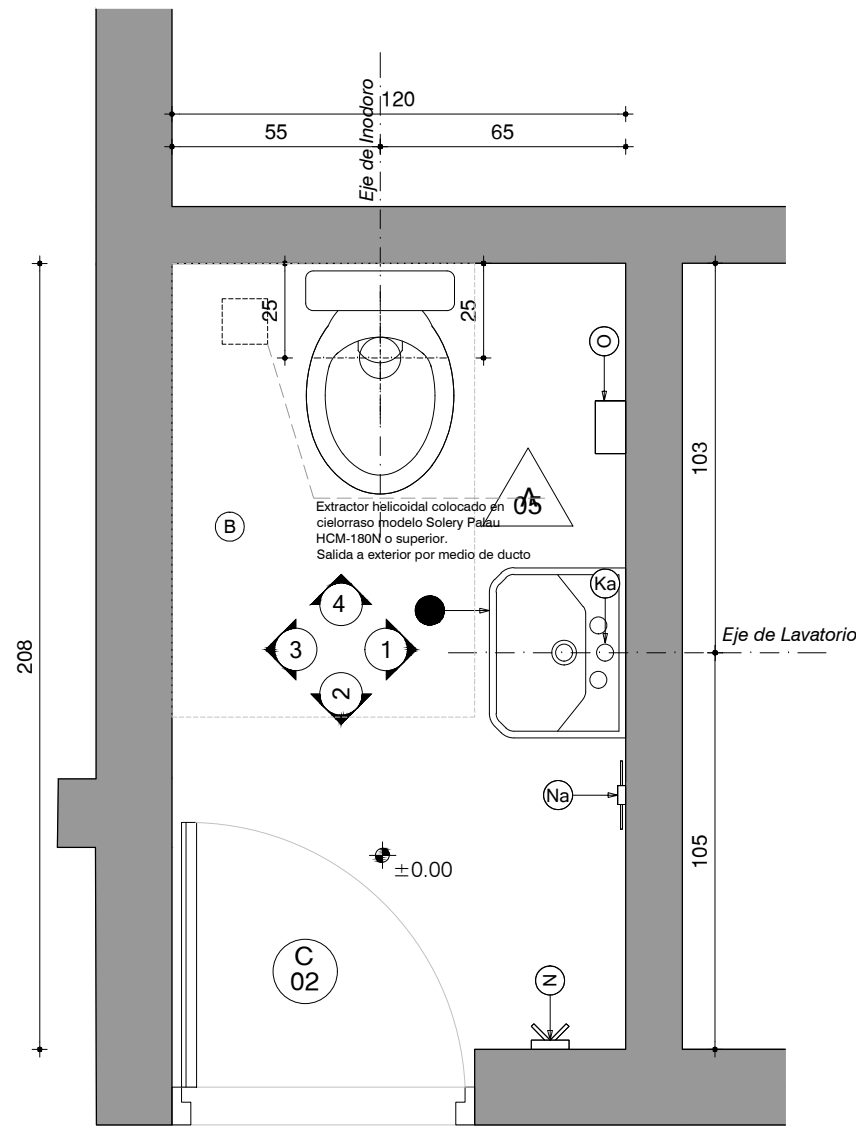 120
55
65
Eje de Inodoro
25
25
O
103
A
05
Extractor helicoidal colocado en
cielorraso modelo Solery Palau
HCM-180N o superior.
Salida a exterior por medio de ducto
B
Ka
4
3
1
2
Eje de Lavatorio
208
Na
105
±0.00
C
02
N